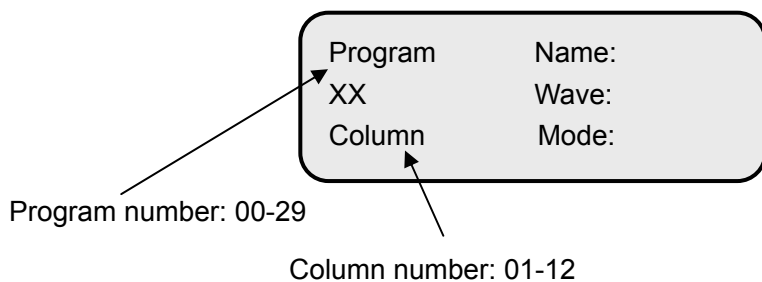 Program Name:
XX Wave:
Column Mode:
Program number: 00-29
Column number: 01-12